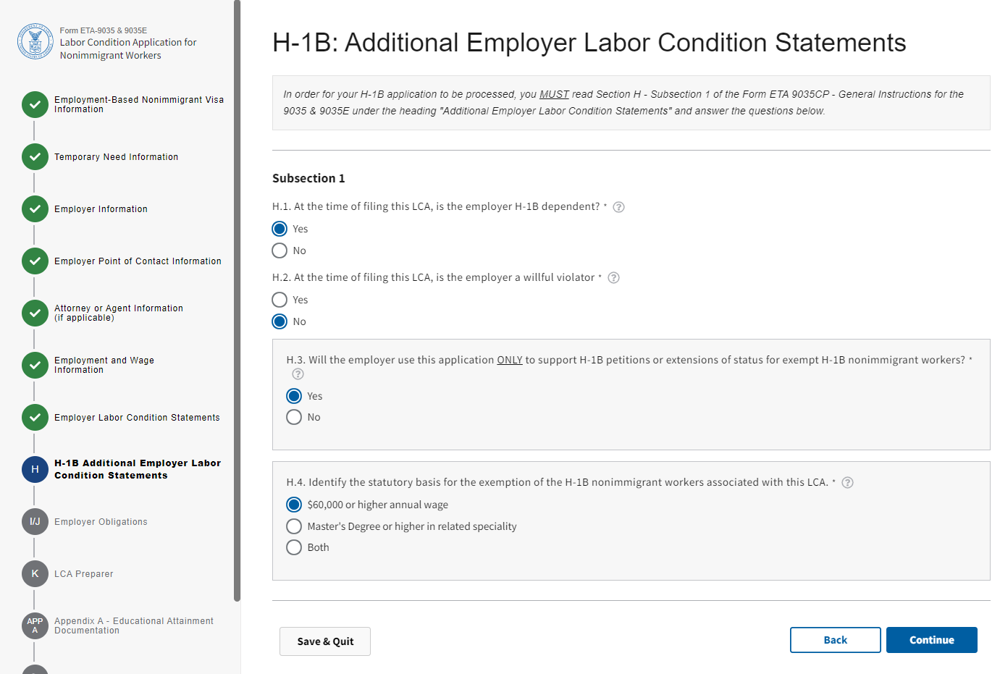 Form ETA-9035 & 9035E
Labor Condition Application for
Nonimmigrant Workers
Employment-Based Nonimmigrant Visa
Information
Temporary Need Information
Employer Information
Employer Point of Contact Information
Attorney or Agent Information
(if applicable)
Employment and Wage
Information
Employer Labor Condition Statements
H
H-1B Additional Employer Labor
Condition Statements
I/J
Employer Obligations
K
LCA Preparer
APP
A
Appendix A - Educational Attainment
Documentation
H-1B: Additional Employer Labor Condition Statements
In order for your H-1B application to be processed, you MUST read Section H - Subsection 1 of the Form ETA 9035CP - General Instructions for the
9035 & 9035E under the heading "Additional Employer Labor Condition Statements" and answer the questions below.
Subsection 1
H.1. At the time of filing this LCA, is the employer H-1B dependent? * ?
Yes
No
H.2. At the time of filing this LCA, is the employer a willful violator * ?
Yes
No
H.3. Will the employer use this application ONLY to support H-1B petitions or extensions of status for exempt H-1B nonimmigrant workers? *
?
Yes
No
H.4. Identify the statutory basis for the exemption of the H-1B nonimmigrant workers associated with this LCA. * ?
$60,000 or higher annual wage
Master's Degree or higher in related speciality
Both
Save & Quit
Back
Continue